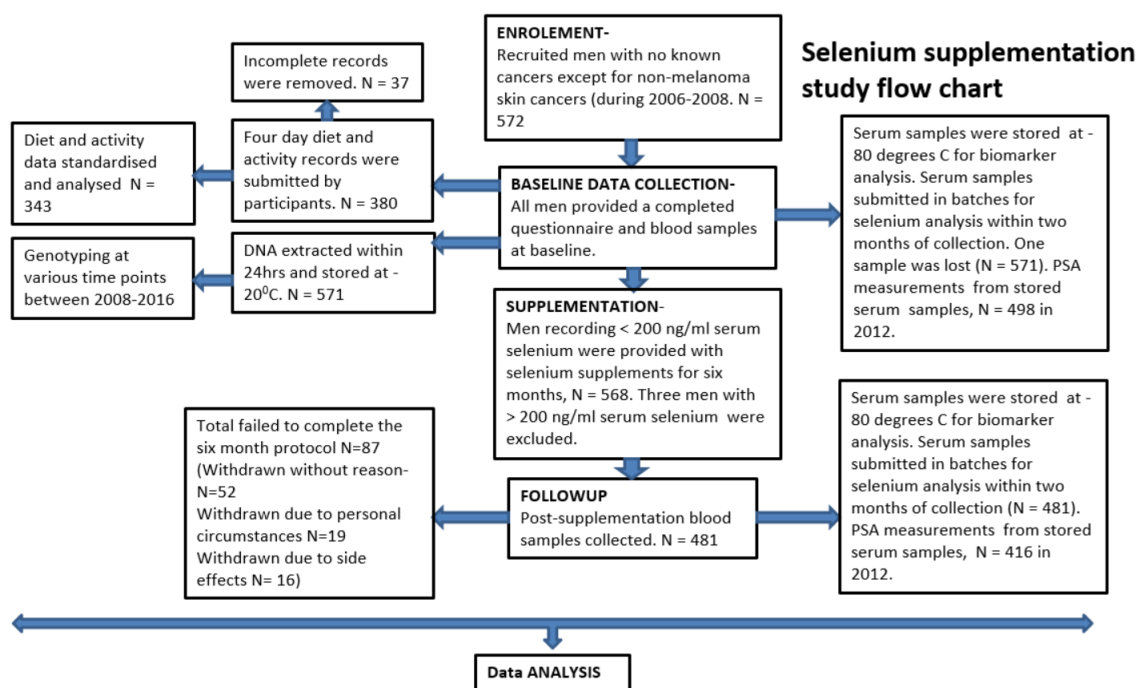 Selenium supplementation
study flow chart
ENROLEMENT-
Recruited men with no known
cancers except for non-melanoma
skin cancers (during 2006-2008. N =
572
Incomplete records
were removed. N = 37
Four day diet and
activity records were
submitted by
participants. N = 380
Diet and activity
data standardised
and analysed N =
343
BASELINE DATA COLLECTION-
All men provided a completed
questionnaire and blood samples
at baseline.
Serum samples were stored at -
80 degrees C for biomarker
analysis. Serum samples
submitted in batches for
selenium analysis within two
months of collection. One
sample was lost (N = 571). PSA
measurements from stored
serum samples, N = 498 in
2012.
DNA extracted within
24hrs and stored at -
20⁰C. N = 571
Genotyping at
various time points
between 2008-2016
SUPPLEMENTATION-
Men recording < 200 ng/ml serum
selenium were provided with
selenium supplements for six
months, N = 568. Three men with
> 200 ng/ml serum selenium were
excluded.
Total failed to complete the
six month protocol N=87
(Withdrawn without reason-
N=52
Withdrawn due to personal
circumstances N=19
Withdrawn due to side
effects N= 16)
FOLLOWUP
Post-supplementation blood
samples collected. N = 481
Serum samples were stored at -
80 degrees C for biomarker
analysis. Serum samples
submitted in batches for
selenium analysis within two
months of collection (N = 481).
PSA measurements from stored
serum samples, N = 416 in
2012.
Data ANALYSIS